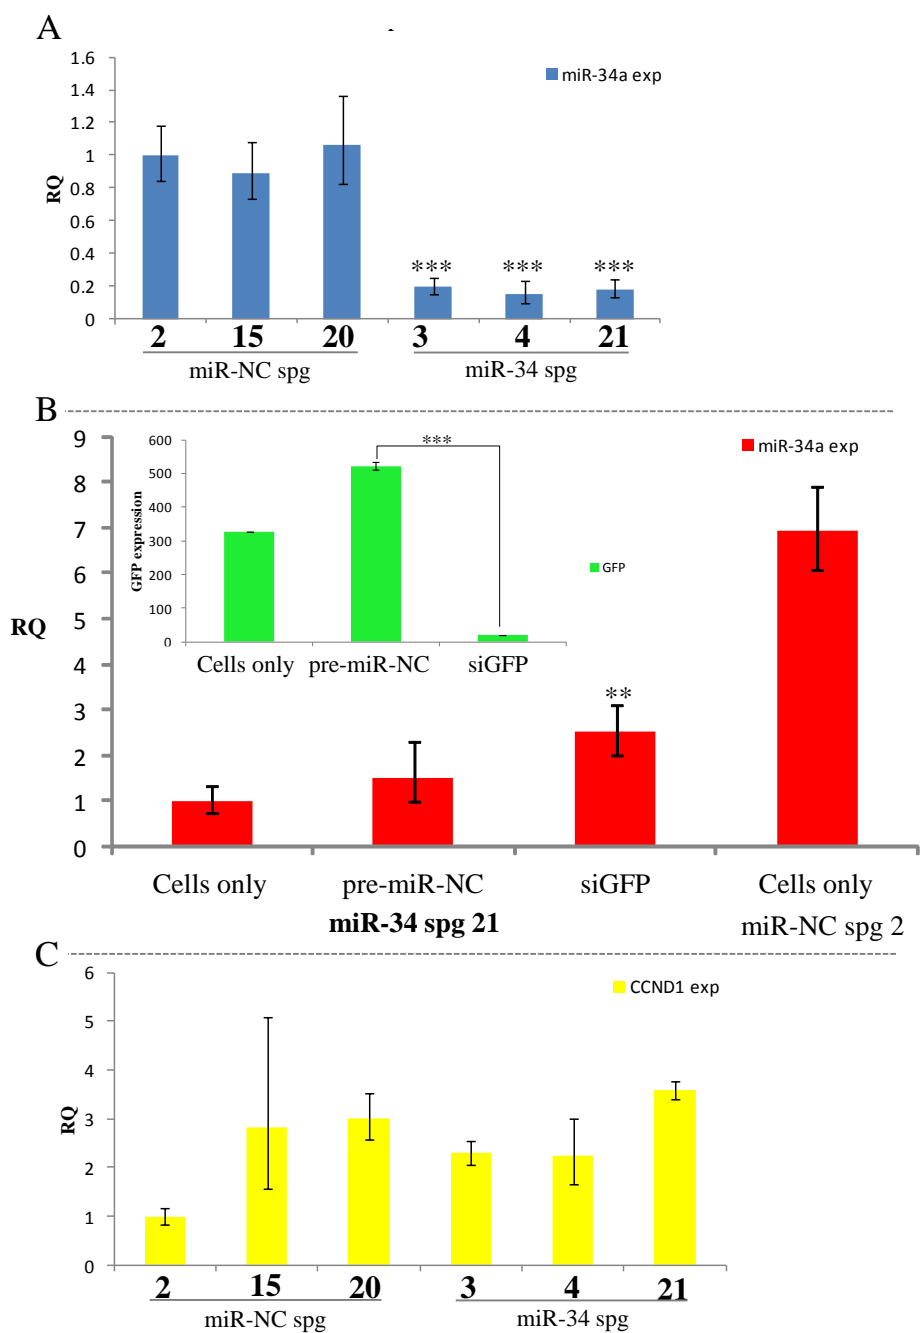 A
1.6
1.4
1.2
1
0.8
0.6
0.4
0.2
0
RQ
miR-34a exp
*** *** ***
2 15 20 3 4 21
miR-NC spg miR-34 spg
B
9
8
7
6
5
4
3
2
1
0
RQ
miR-34a exp
600
500
400
300
200
100
0
GFP expression
***
GFP
Cells only pre-miR-NC siGFP
**
Cells only pre-miR-NC siGFP Cells only
miR-34 spg 21 miR-NC spg 2
C
6
5
4
3
2
1
0
RQ
CCND1 exp
2 15 20 3 4 21
miR-NC spg miR-34 spg